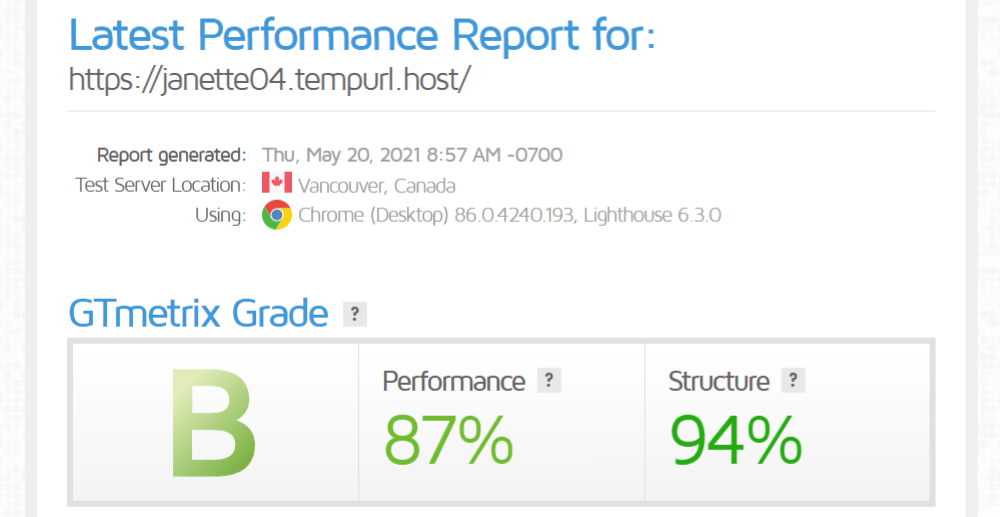 Latest Performance Report for:
https://janette04.tempurl.host/
Report generated: Thu, May 20, 2021 8:57 AM -0700
Test Server Location: Vancouver, Canada
Using: Chrome (Desktop) 86.0.4240.193, Lighthouse 6.3.0
GTmetrix Grade ?
B
Performance ?
87%
Structure ?
94%